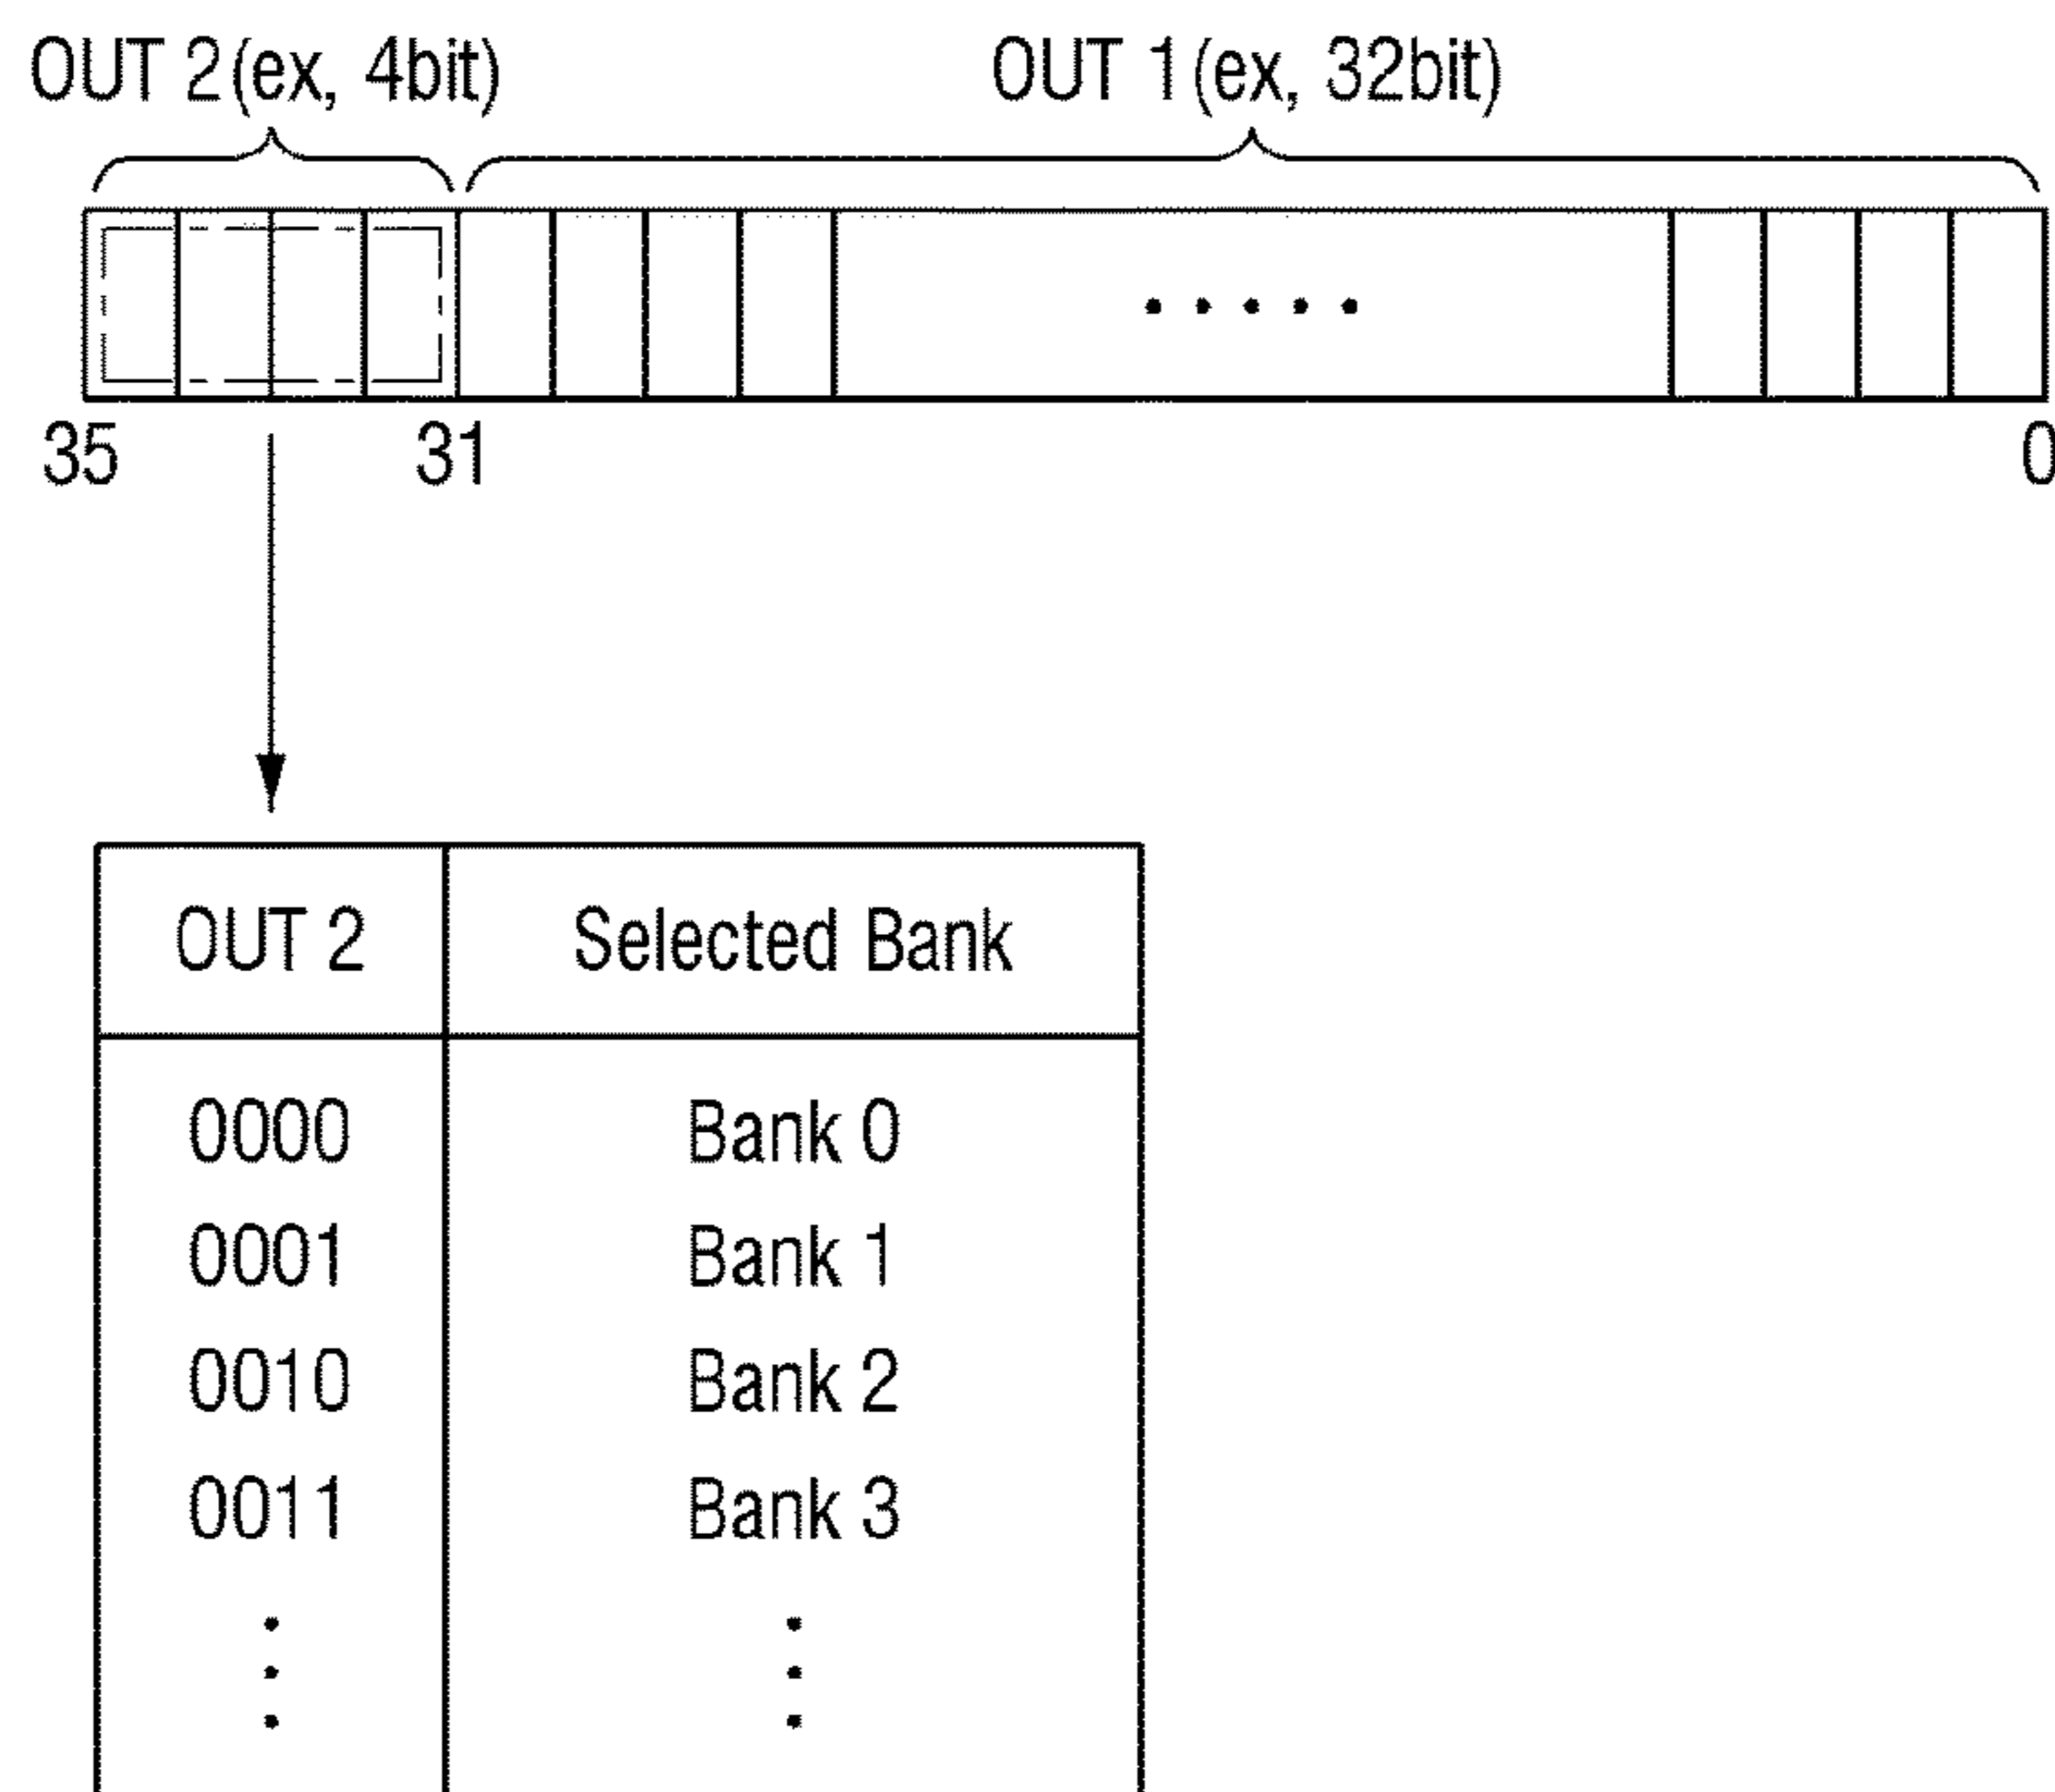 OUT 2(ex, 4bit) OUT 1(ex, 32bit)
35 31 0
OUT 2 Selected Bank
0000 Bank 0
0001 Bank 1
0010 Bank 2
0011 Bank 3